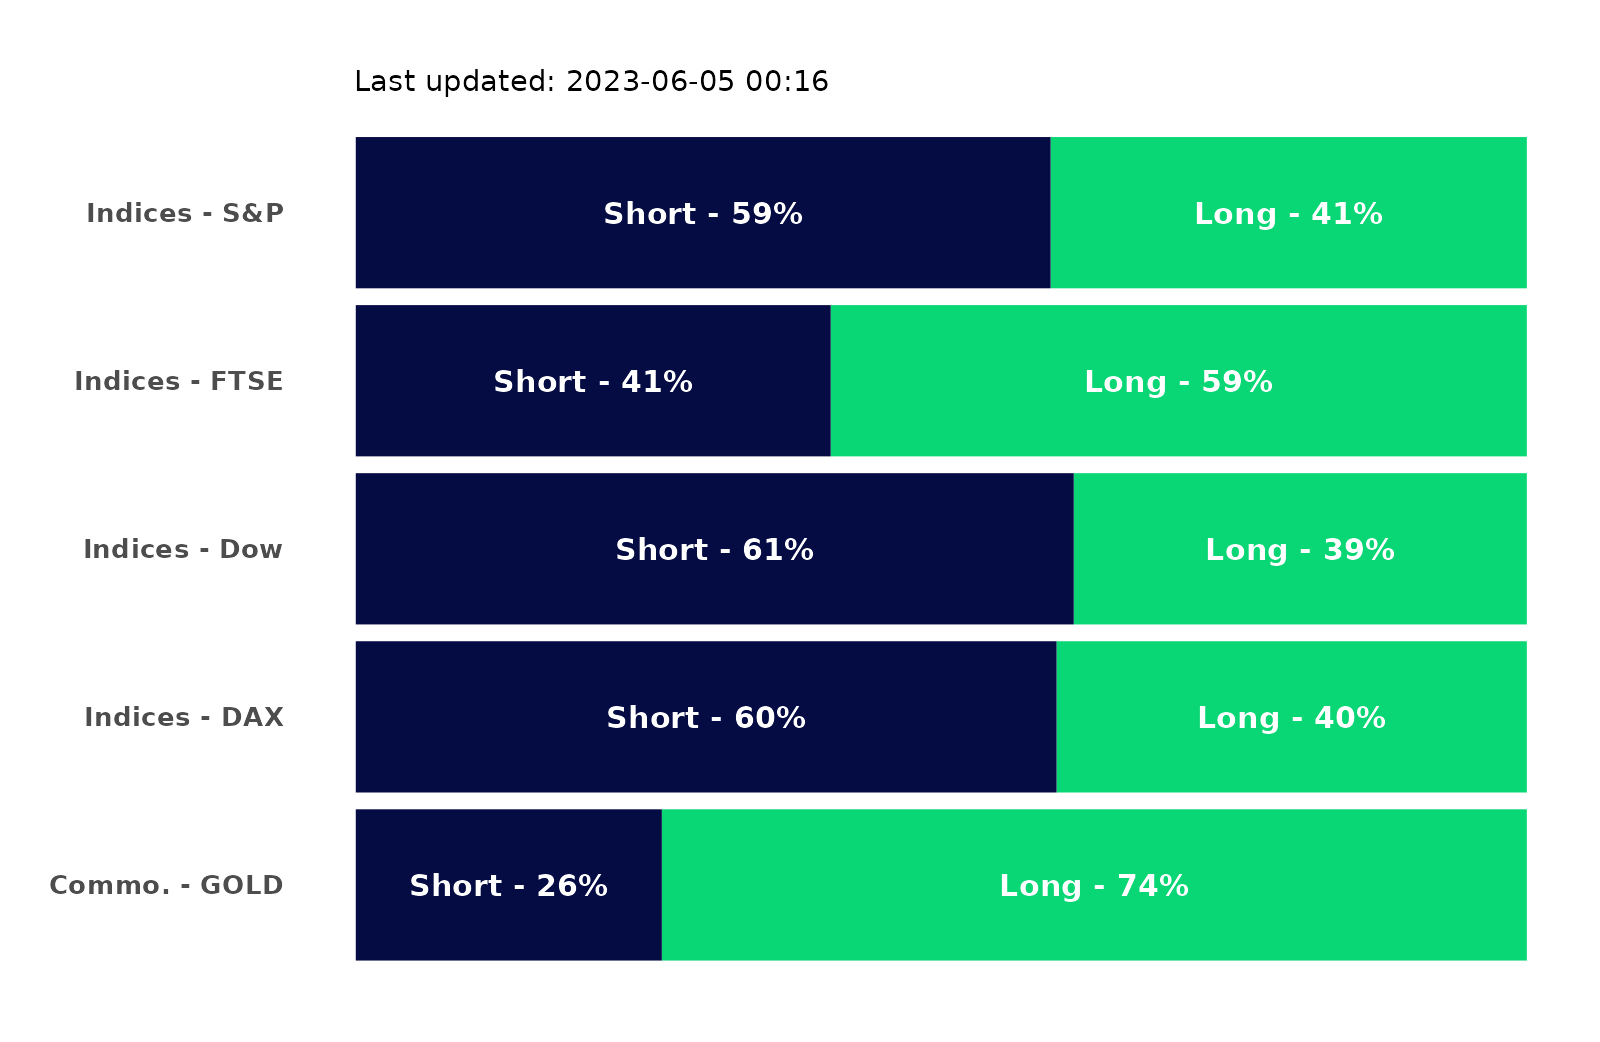 Last updated: 2023-06-05 00:16
Indices - S&P Short - 59% Long - 41%
Indices - FTSE Short - 41% Long - 59%
Indices - Dow Short - 61% Long - 39%
Indices - DAX Short - 60% Long - 40%
Commo. - GOLD Short - 26% Long - 74%